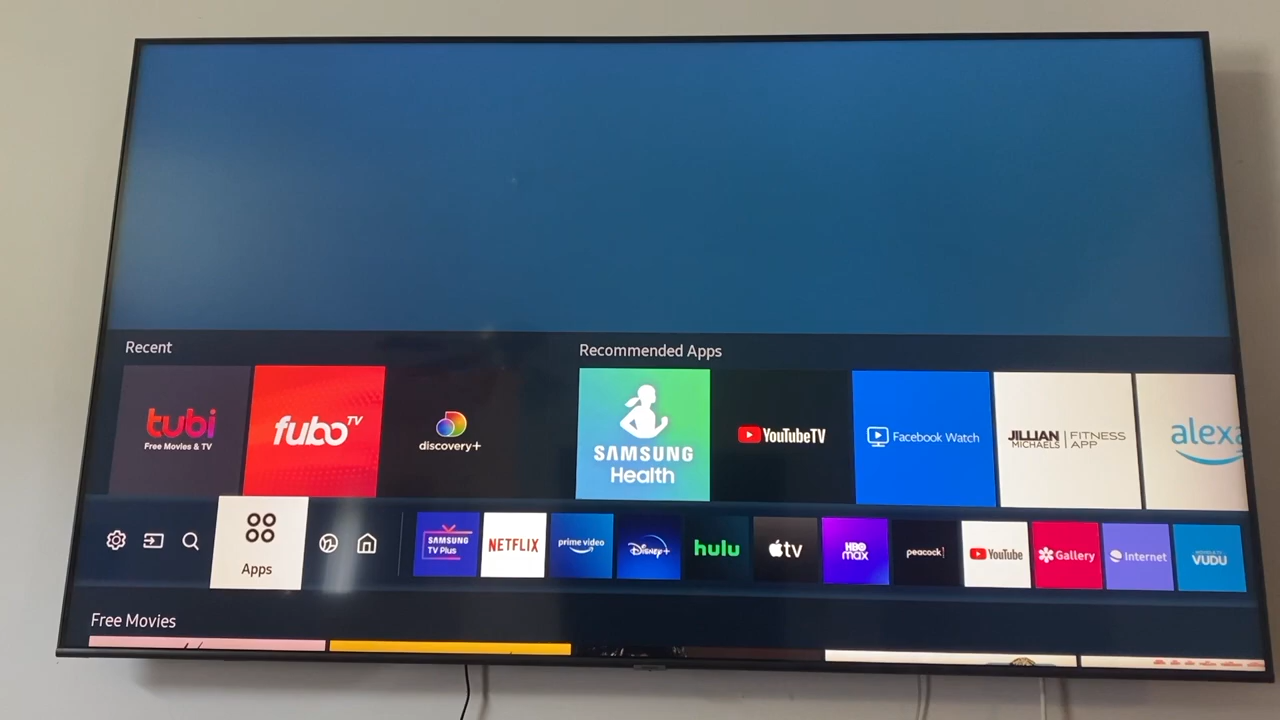 Recent
Recommended Apps
tubi
Free Movies & TV
fuboTV
discovery+
SAMSUNG
Health
YouTubeTV
Facebook Watch
JILLIAN
MICHAELS
FITNESS
APP
alexa
Apps
SAMSUNG
TV Plus
NETFLIX
prime video
Disney+
hulu
tv
HBO
max
peacock
YouTube
Gallery
Internet
MOVIES & TV
VUDU
Free Movies